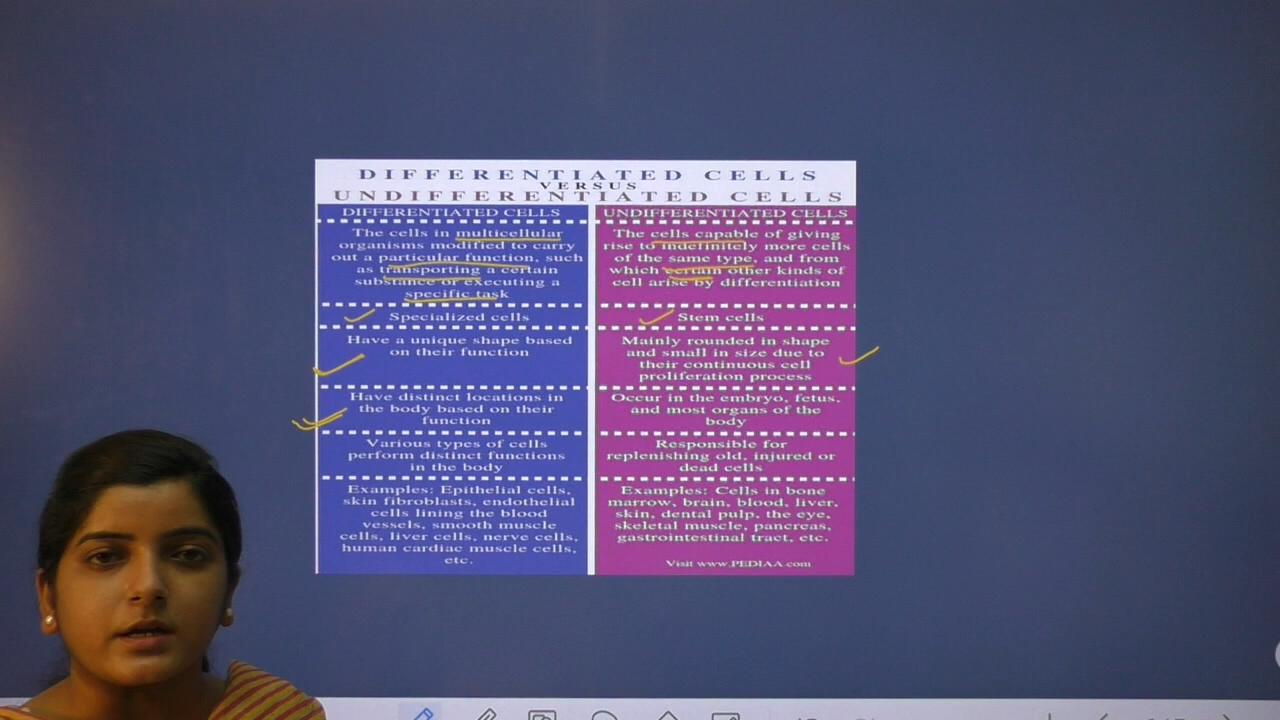 DIFFERENTIATED CELLS
VERSUS
UNDIFFERENTIATED CELLS
DIFFERENTIATED CELLS
The cells in multicellular
organisms modified to carry
out a particular function, such
as transporting a certain
substance or executing a
specific task
Specialized cells
Have a unique shape based
on their function
Have distinct locations in
the body based on their
function
Various types of cells
perform distinct functions
in the body
Examples: Epithelial cells,
skin fibroblasts, endothelial
cells lining the blood
vessels, smooth muscle
cells, liver cells, nerve cells,
human cardiac muscle cells,
etc.
UNDIFFERENTIATED CELLS
The cells capable of giving
rise to indefinitely more cells
of the same type, and from
which certain other kinds of
cell arise by differentiation
Stem cells
Mainly rounded in shape
and small in size due to
their continuous cell
proliferation process
Occur in the embryo, fetus,
and most organs of the
body
Responsible for
replenishing old, injured or
dead cells
Examples: Cells in bone
marrow, brain, blood, liver,
skin, dental pulp, the eye,
skeletal muscle, pancreas,
gastrointestinal tract, etc.
Visit www.PEDIAA.com